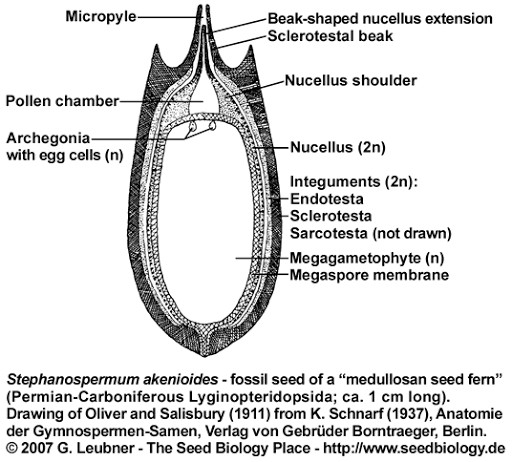 Micropyle
Beak-shaped nucellus extension
Sclerotestal beak
Nucellus shoulder
Pollen chamber
Archegonia
with egg cells (n)
Nucellus (2n)
Integuments (2n):
Endotesta
Sclerotesta
Sarcotesta (not drawn)
Megagametophyte (n)
Megaspore membrane
Stephanospermum akenioides - fossil seed of a “medullosan seed fern”
(Permian-Carboniferous Lyginopteridopsida; ca. 1 cm long).
Drawing of Oliver and Salisbury (1911) from K. Schnarf (1937), Anatomie
der Gymnospermen-Samen, Verlag von Gebrüder Borntraeger, Berlin.
© 2007 G. Leubner - The Seed Biology Place - http://www.seedbiology.de